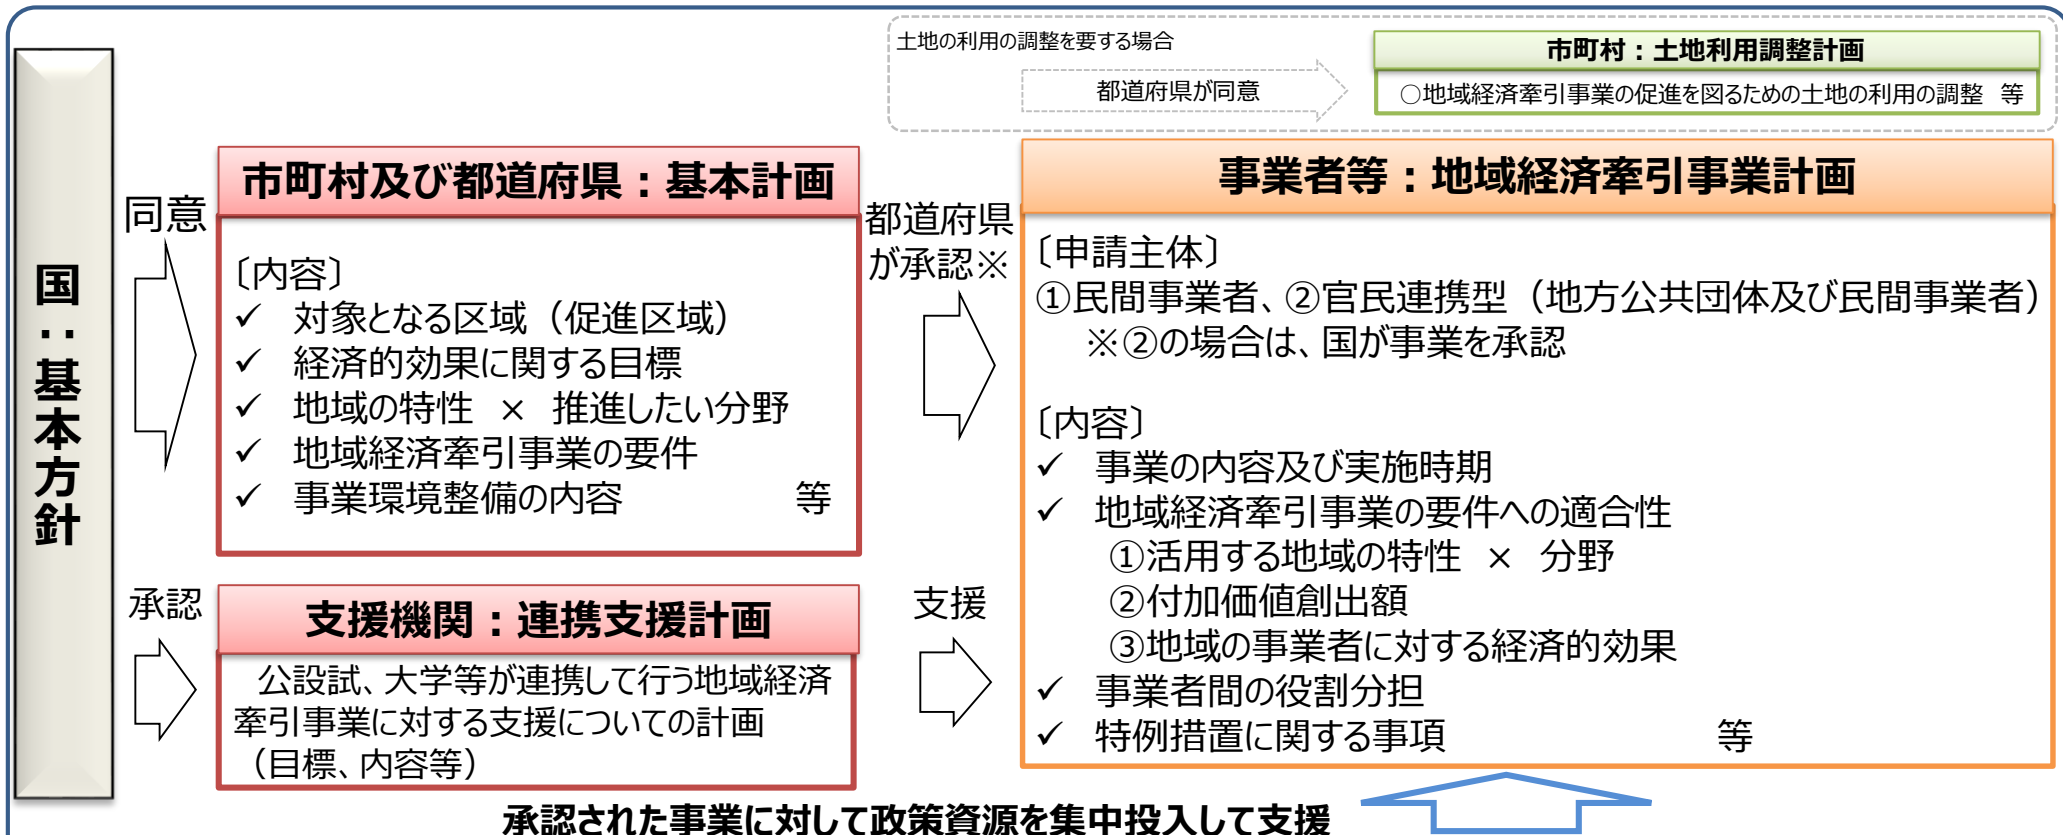 土地の利用の調整を要する場合
都道府県が同意
市町村：土地利用調整計画
○地域経済牽引事業の促進を図るための土地の利用の調整　等
国：基本方針
同意
市町村及び都道府県：基本計画
〔内容〕
✓ 対象となる区域（促進区域）
✓ 経済的効果に関する目標
✓ 地域の特性 × 推進したい分野
✓ 地域経済牽引事業の要件
✓ 事業環境整備の内容　等
承認
支援機関：連携支援計画
公設試、大学等が連携して行う地域経済
牽引事業に対する支援についての計画
（目標、内容等）
都道府県
が承認※
支援
事業者等：地域経済牽引事業計画
〔申請主体〕
①民間事業者、②官民連携型（地方公共団体及び民間事業者）
※②の場合は、国が事業を承認
〔内容〕
✓ 事業の内容及び実施時期
✓ 地域経済牽引事業の要件への適合性
①活用する地域の特性 × 分野
②付加価値創出額
③地域の事業者に対する経済的効果
✓ 事業者間の役割分担
✓ 特例措置に関する事項　等
承認された事業に対して政策資源を集中投入して支援